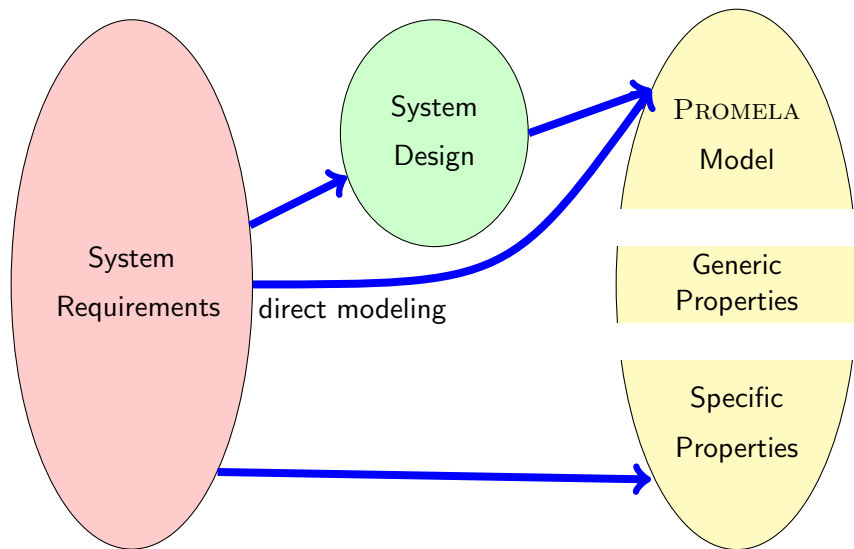 System
Requirements
System
Design
direct modeling
PROMELA
Model
Generic
Properties
Specific
Properties